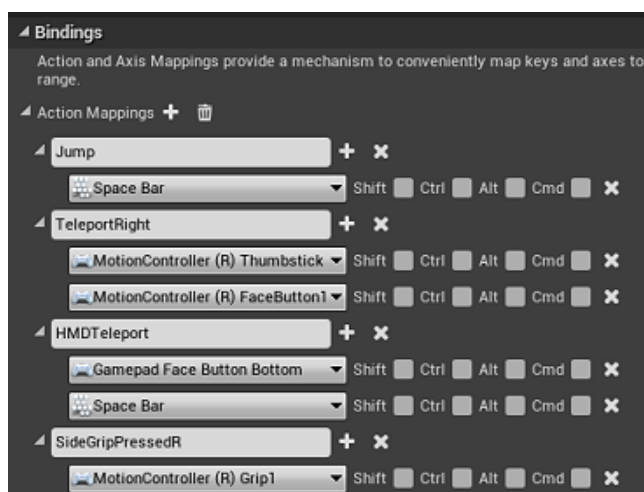 Bindings
Action and Axis Mappings provide a mechanism to conveniently map keys and axes to
range.
Action Mappings
Jump
Space Bar Shift Ctrl Alt Cmd
TeleportRight
MotionController (R) Thumbstick Shift Ctrl Alt Cmd
MotionController (R) FaceButton1 Shift Ctrl Alt Cmd
HMDTeleport
Gamepad Face Button Bottom Shift Ctrl Alt Cmd
Space Bar Shift Ctrl Alt Cmd
SideGripPressedR
MotionController (R) Grip1 Shift Ctrl Alt Cmd